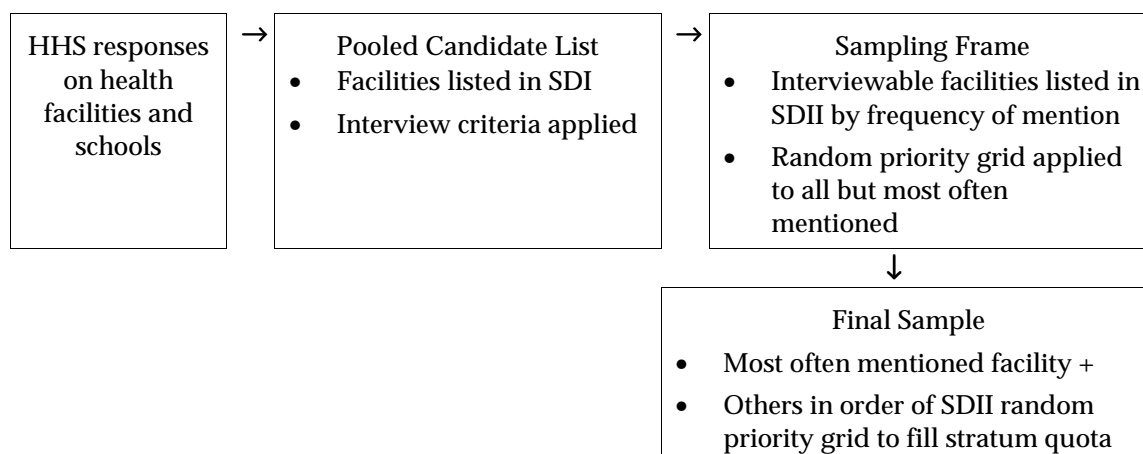 HHS responses
on health
facilities and
schools
→
Pooled Candidate List
• Facilities listed in SDI
• Interview criteria applied
→
Sampling Frame
• Interviewable facilities listed in
SDII by frequency of mention
• Random priority grid applied
to all but most often
mentioned
↓
Final Sample
• Most often mentioned facility +
• Others in order of SDII random
priority grid to fill stratum quota